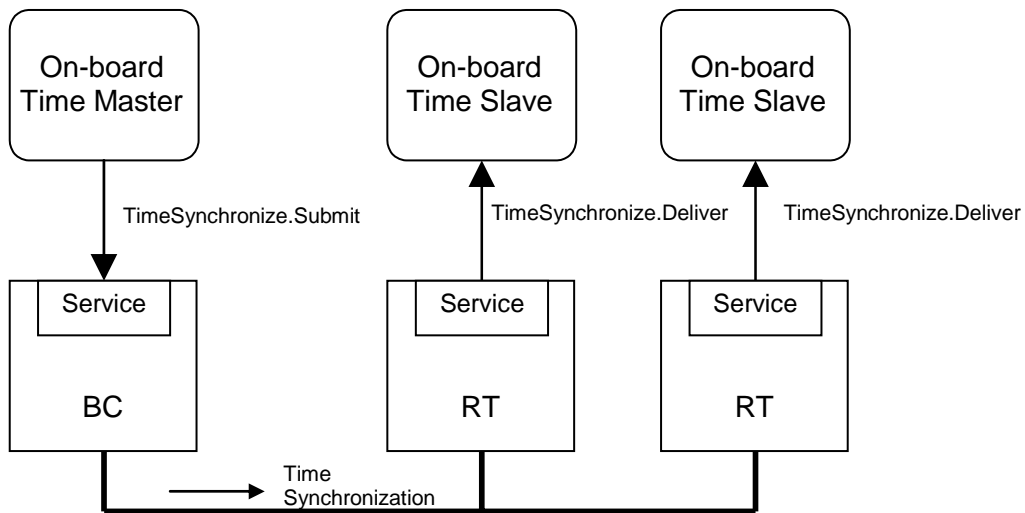 On-board
Time Master
On-board
Time Slave
On-board
Time Slave
TimeSynchronize.Submit
TimeSynchronize.Deliver
TimeSynchronize.Deliver
Service
Service
Service
BC
RT
RT
Time
Synchronization